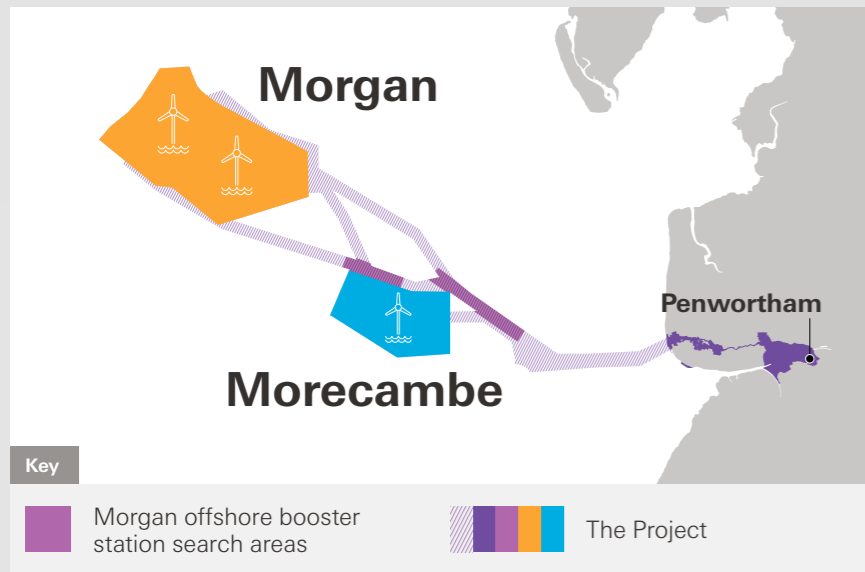 Morgan
Penwortham
Morecambe
Key
Morgan offshore booster
station search areas
The Project